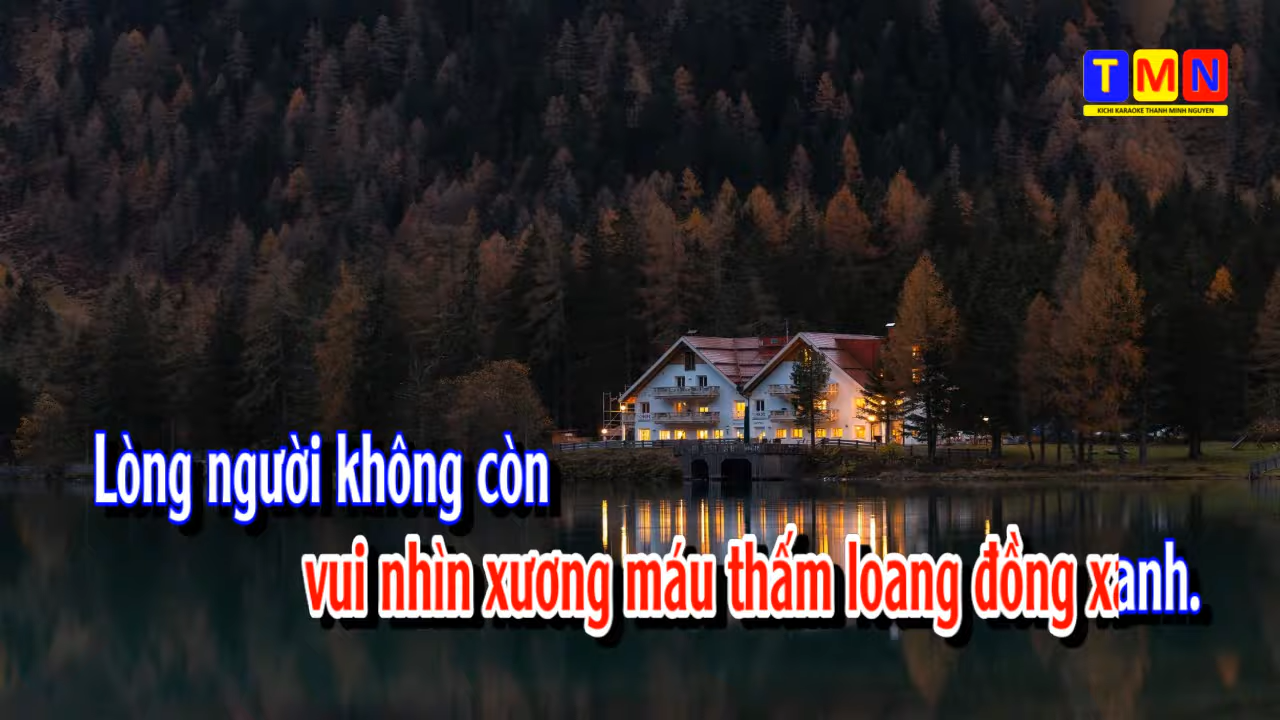 TMN
KICHI KARAOKE THANH MINH NGUYEN
Lòng người không còn
vui nhìn xương máu thấm loang đồng xanh.